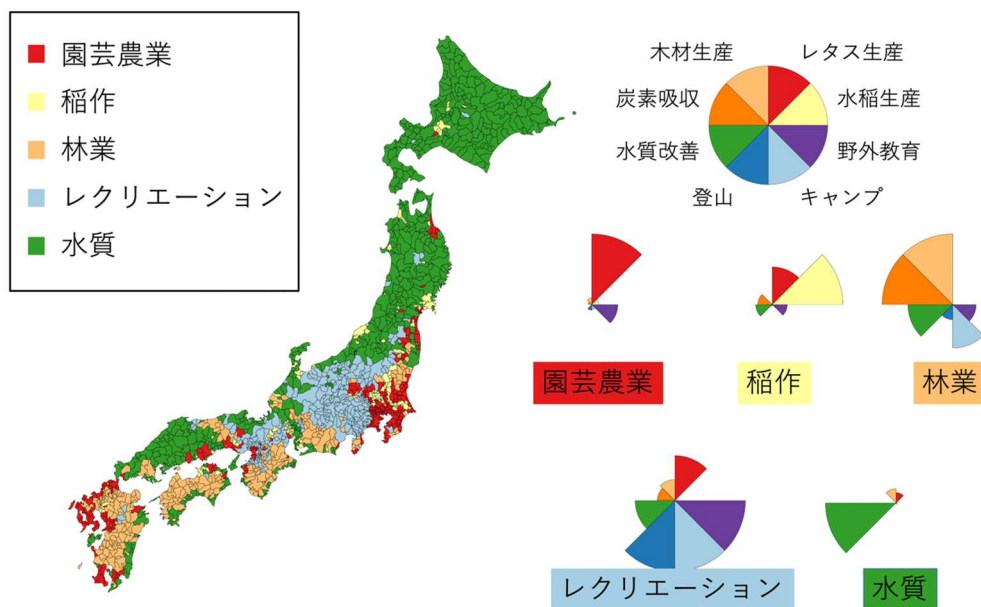 園芸農業
稲作
林業
レクリエーション
水質
木材生産
レタス生産
炭素吸収
水稲生産
水質改善
野外教育
登山
キャンプ
園芸農業
稲作
林業
レクリエーション
水質